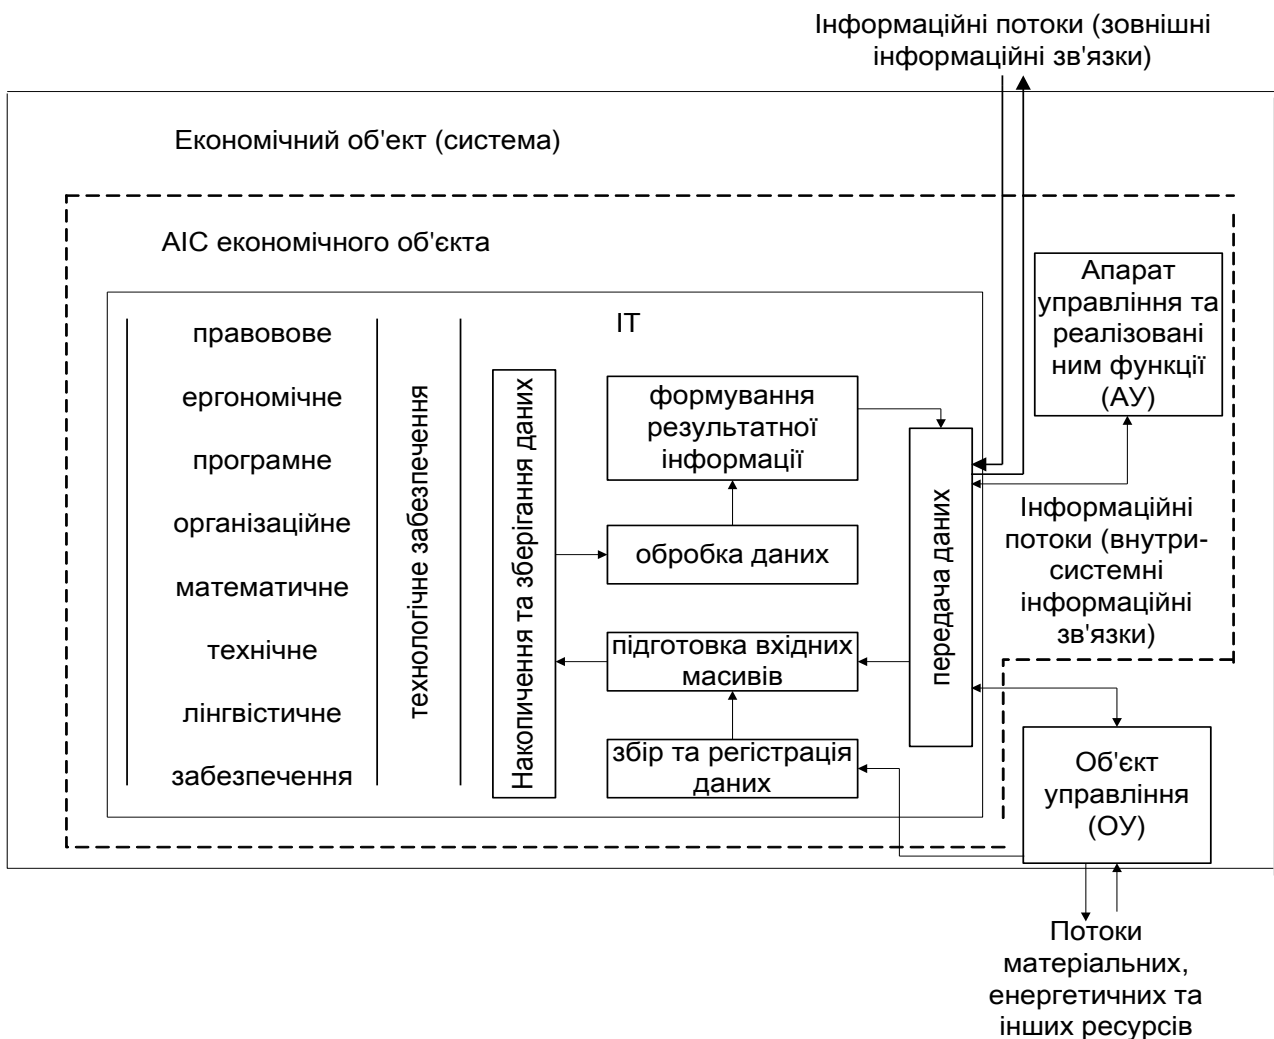 Інформаційні потоки (зовнішні
інформаційні зв'язки)
Економічний об'ект (система)
АІС економічного об'єкта
ІТ
правовове
ергономічне
програмне
організаційне
математичне
технічне
лінгвістичне
забезпечення
технологічне забезпечення
Накопичення та зберігання даних
формування
результатної
інформації
обробка даних
підготовка вхідних
масивів
збір та регістрація
даних
передача даних
Апарат
управління та
реалізовані
ним функції
(АУ)
Інформаційні
потоки (внутри-
системні
інформаційні
зв'язки)
Об'єкт
управління
(ОУ)
Потоки
матеріальних,
енергетичних та
інших ресурсів